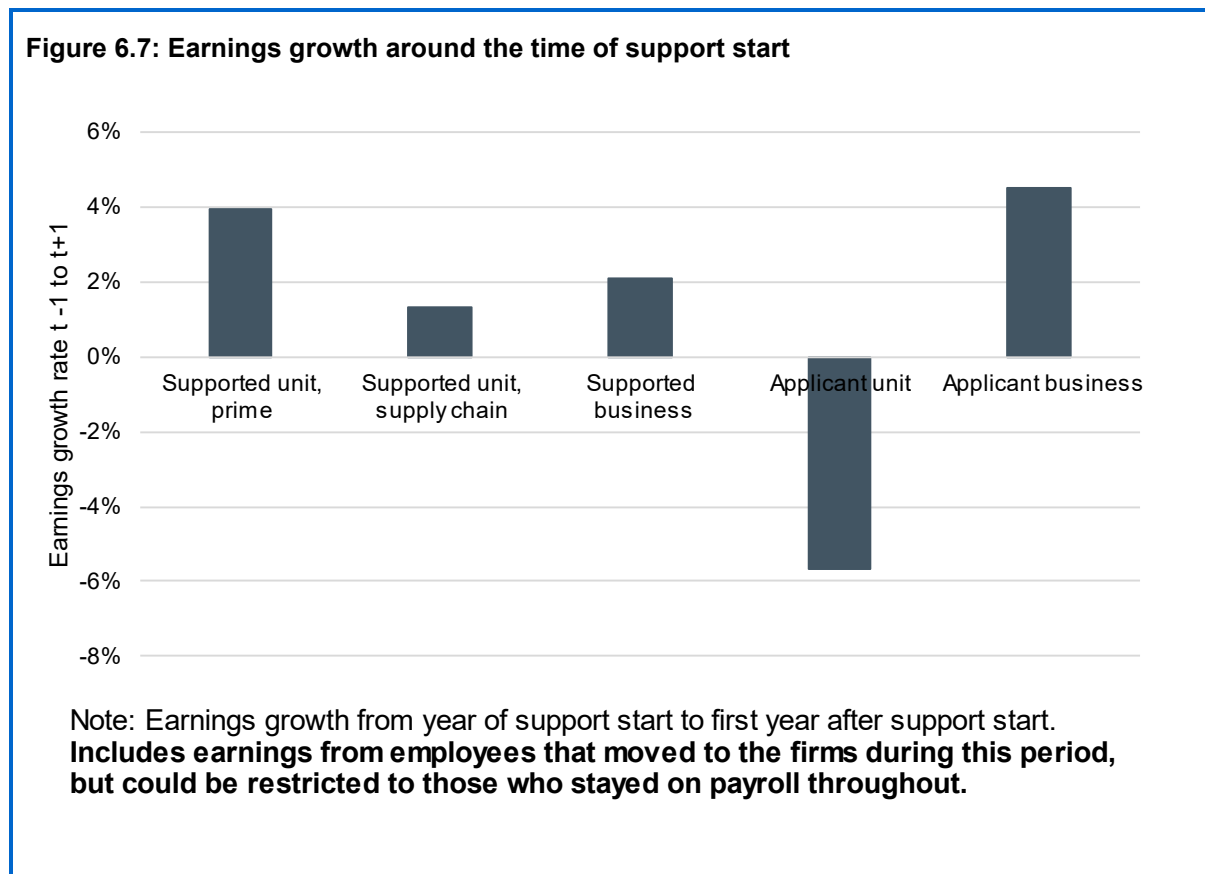 Figure 6.7: Earnings growth around the time of support start
Earnings growth rate t -1 to t+1
6%
4%
2%
0%
-2%
-4%
-6%
-8%
Supported unit,
prime
Supported unit,
supply chain
Supported
business
Applicant unit
Applicant business
Note: Earnings growth from year of support start to first year after support start.
Includes earnings from employees that moved to the firms during this period,
but could be restricted to those who stayed on payroll throughout.